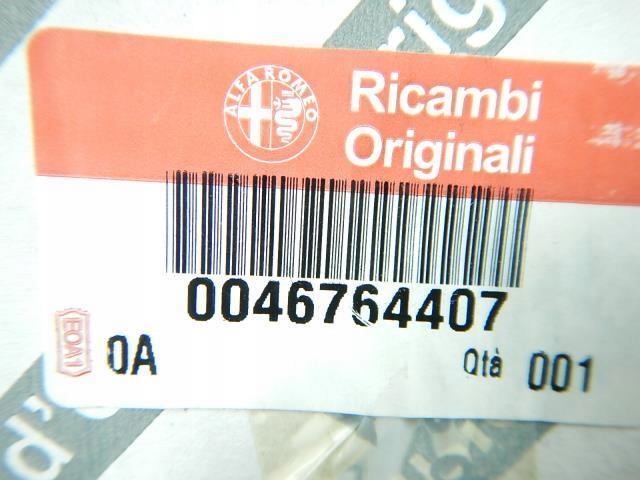 ALFA ROMEO
Ricambi
Originali
0046764407
EOA1
0A
Qtà 001